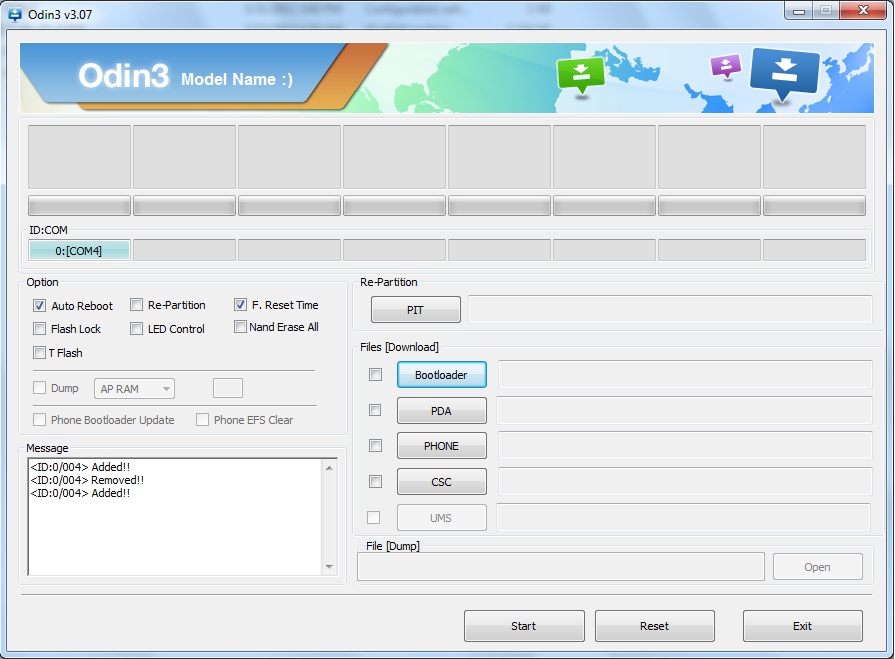 Odin3 v3.07
Odin3 Model Name :)
ID:COM
0:[COM4]
Option
Auto Reboot
Re-Partition
F. Reset Time
Flash Lock
LED Control
Nand Erase All
T Flash
Dump
AP RAM
Phone Bootloader Update
Phone EFS Clear
Message
<ID:0/004> Added!!
<ID:0/004> Removed!!
<ID:0/004> Added!!
Re-Partition
PIT
Files [Download]
Bootloader
PDA
PHONE
CSC
UMS
File [Dump]
Open
Start
Reset
Exit